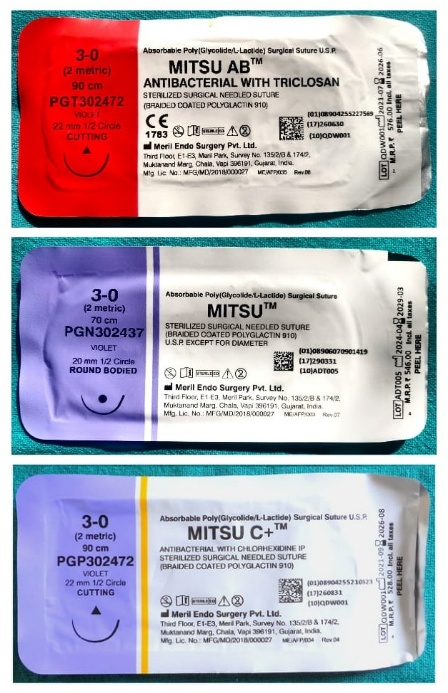 3-0
(2 metric)
90 cm
PGT302472
VIOLET
22 mm 1/2 Circle
CUTTING
Absorbable Poly(Glycolide/L-Lactide) Surgical Suture U.S.P.
MITSU AB™
ANTIBACTERIAL WITH TRICLOSAN
STERILIZED SURGICAL NEEDLED SUTURE
(BRAIDED COATED POLYGLACTIN 910)
CE
1783
(01)08904255227569
(17)260630
(10)QDW001
Meril Endo Surgery Pvt. Ltd.
Third Floor, E1-E3, Meril Park, Survey No. 135/2/B & 174/2,
Muktanand Marg, Chala, Vapi 396191, Gujarat, India.
Mfg. Lic. No.: MFG/MD/2018/000027 ME/AFP/035 Rev.06
LOT QDW001 2021-07 2026-06
M.R.P. ₹ 576.00 Incl. all taxes
PEEL HERE
3-0
(2 metric)
70 cm
PGN302437
VIOLET
20 mm 1/2 Circle
ROUND BODIED
Absorbable Poly(Glycolide/L-Lactide) Surgical Suture
MITSU™
STERILIZED SURGICAL NEEDLED SUTURE
(BRAIDED COATED POLYGLACTIN 910)
U.S.P. EXCEPT FOR DIAMETER
(01)08906070901419
(17)290331
(10)ADT005
Meril Endo Surgery Pvt. Ltd.
Third Floor, E1-E3, Meril Park, Survey No. 135/2/B & 174/2,
Muktanand Marg, Chala, Vapi 396191, Gujarat, India.
Mfg. Lic. No.: MFG/MD/2018/000027 ME/AFP/003 Rev.07
LOT ADT005 2024-04 2029-03
M.R.P. ₹ 546.00 Incl. all taxes
PEEL HERE
3-0
(2 metric)
90 cm
PGP302472
VIOLET
22 mm 1/2 Circle
CUTTING
Absorbable Poly(Glycolide/L-Lactide) Surgical Suture U.S.P.
MITSU C+™
ANTIBACTERIAL WITH CHLORHEXIDINE IP
STERILIZED SURGICAL NEEDLED SUTURE
(BRAIDED COATED POLYGLACTIN 910)
(17)260831
(10)QDW001
Meril Endo Surgery Pvt. Ltd.
Third Floor, E1-E3, Meril Park, Survey No. 135/2/B & 174/2,
Muktanand Marg, Chala, Vapi 396191, Gujarat, India.
Mfg. Lic. No.: MFG/MD/2018/000027 ME/AFP/034 Rev.04
LOT QDW001 2021-09 2026-08
M.R.P. ₹ 528.00 Incl. all taxes
PEEL HERE